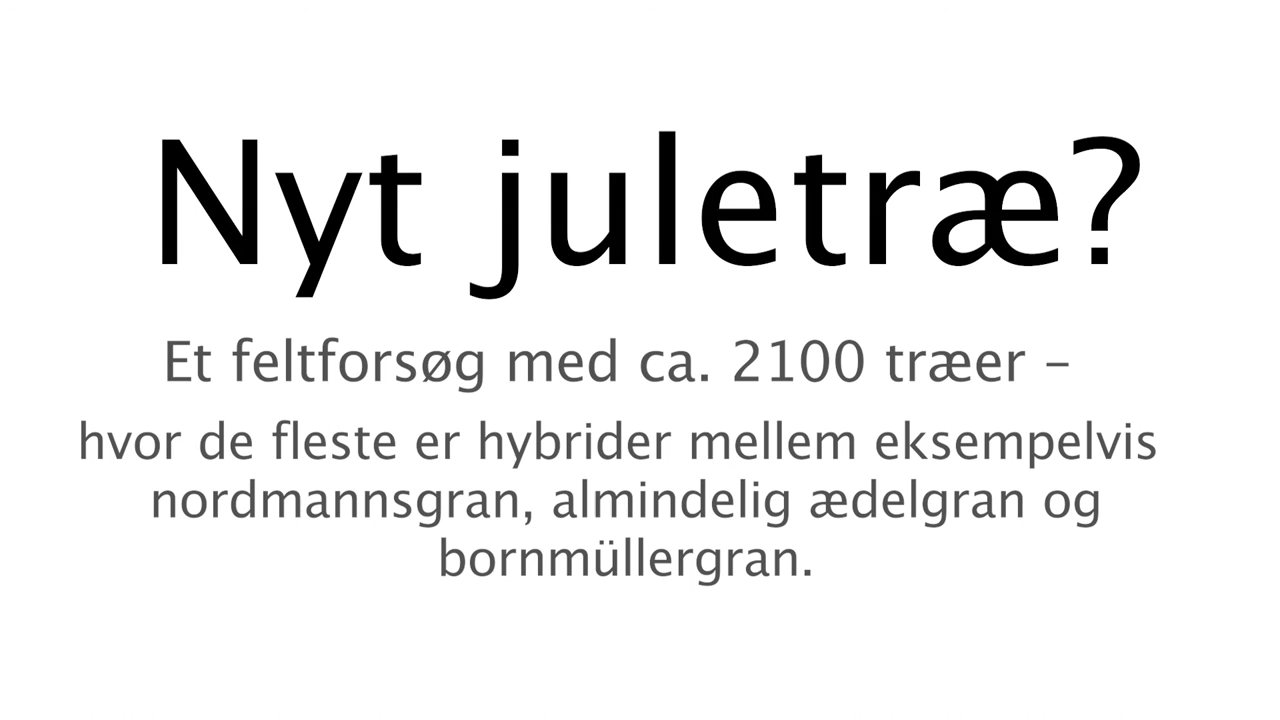 Nyt juletræ?
Et feltforsøg med ca. 2100 træer –
hvor de fleste er hybrider mellem eksempelvis
nordmannsgran, almindelig ædelgran og
bornmüllergran.